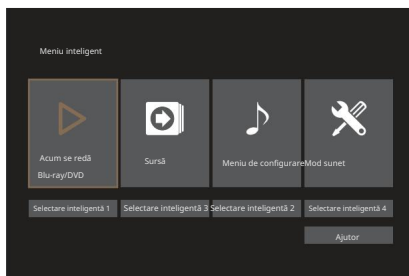 Meniu inteligent
Acum se redă
Blu-ray/DVD
Sursă
Meniu de configurare
Mod sunet
Selectare inteligentă 1
Selectare inteligentă 3
Selectare inteligentă 2
Selectare inteligentă 4
Ajutor